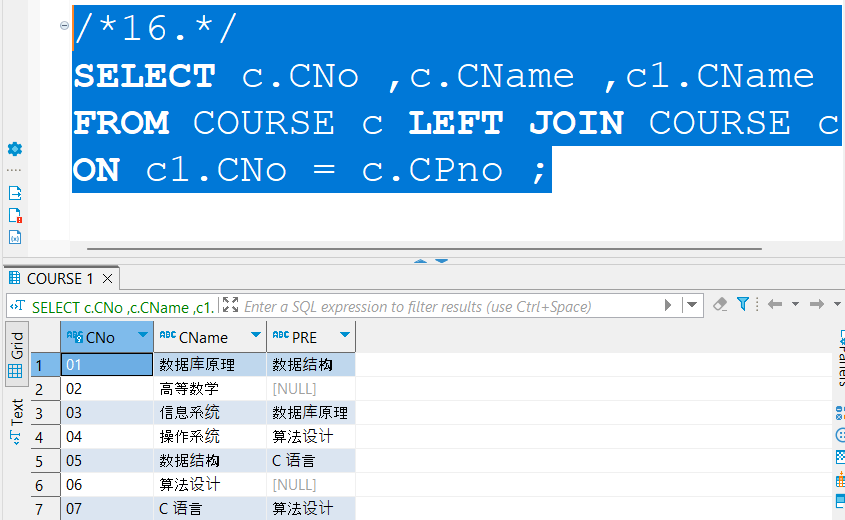 /*16.*/
SELECT c.CNo ,c.CName ,c1.CName
FROM COURSE c LEFT JOIN COURSE c
ON c1.CNo = c.CPno ;
COURSE 1
SELECT c.CNo ,c.CName ,c1. Enter a SQL expression to filter results (use Ctrl+Space)
Grid
Text
CNo CName PRE
1 01 数据库原理 数据结构
2 02 高等数学 [NULL]
3 03 信息系统 数据库原理
4 04 操作系统 算法设计
5 05 数据结构 C 语言
6 06 算法设计 [NULL]
7 07 C 语言 算法设计